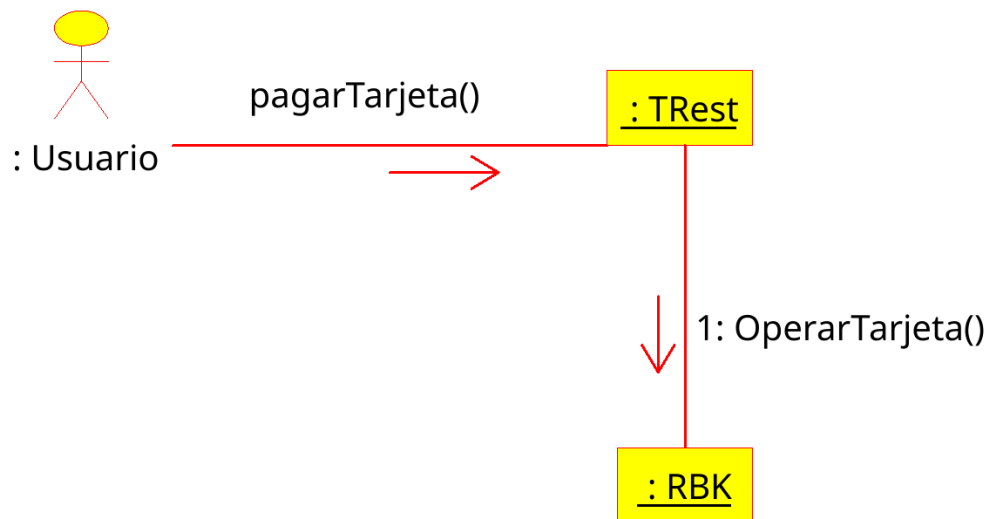 pagarTarjeta()
: TRest
: Usuario
1: OperarTarjeta()
: RBK